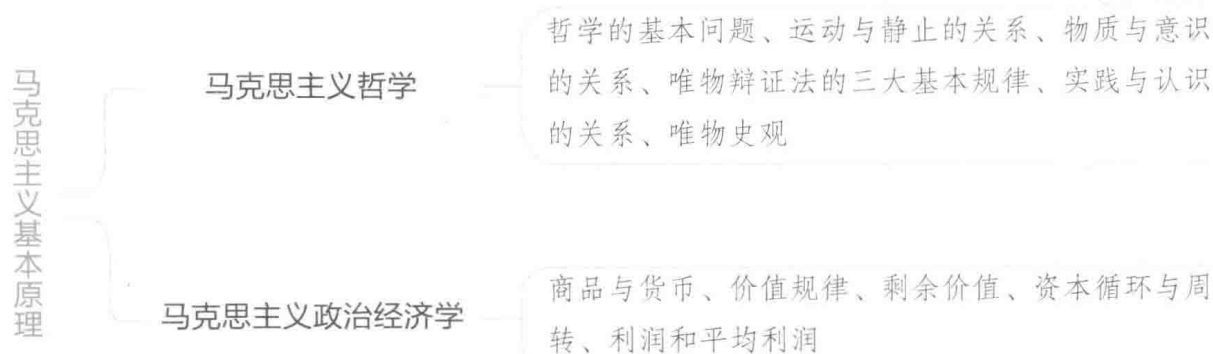 马克思主义基本原理
马克思主义哲学
哲学的基本问题、运动与静止的关系、物质与意识
的关系、唯物辩证法的三大基本规律、实践与认识
的关系、唯物史观
马克思主义政治经济学
商品与货币、价值规律、剩余价值、资本循环与周
转、利润和平均利润